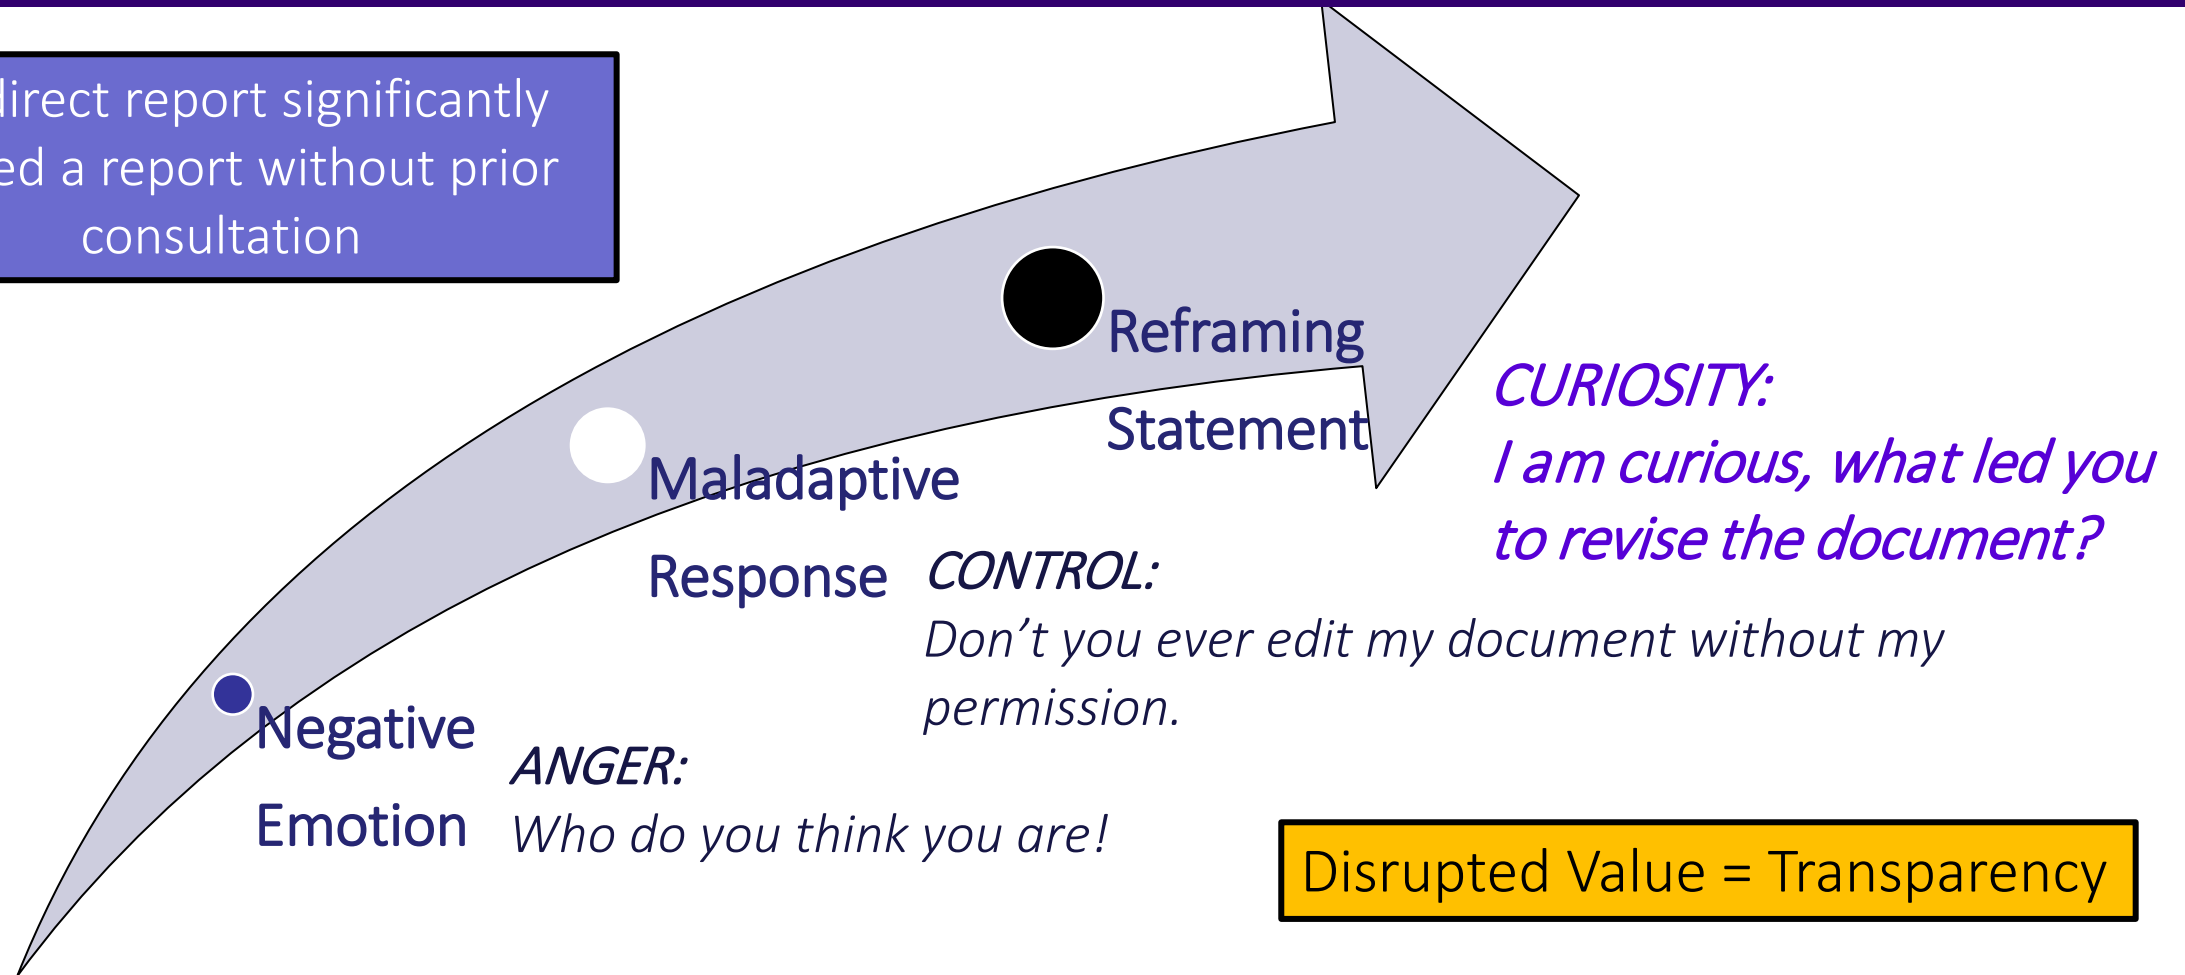 direct report significantly
a report without prior
consultation
Reframing
Statement
CURIOSITY:
I am curious, what led you
to revise the document?
Maladaptive
Response
CONTROL:
Don’t you ever edit my document without my
permission.
Negative
Emotion
ANGER:
Who do you think you are!
Disrupted Value = Transparency